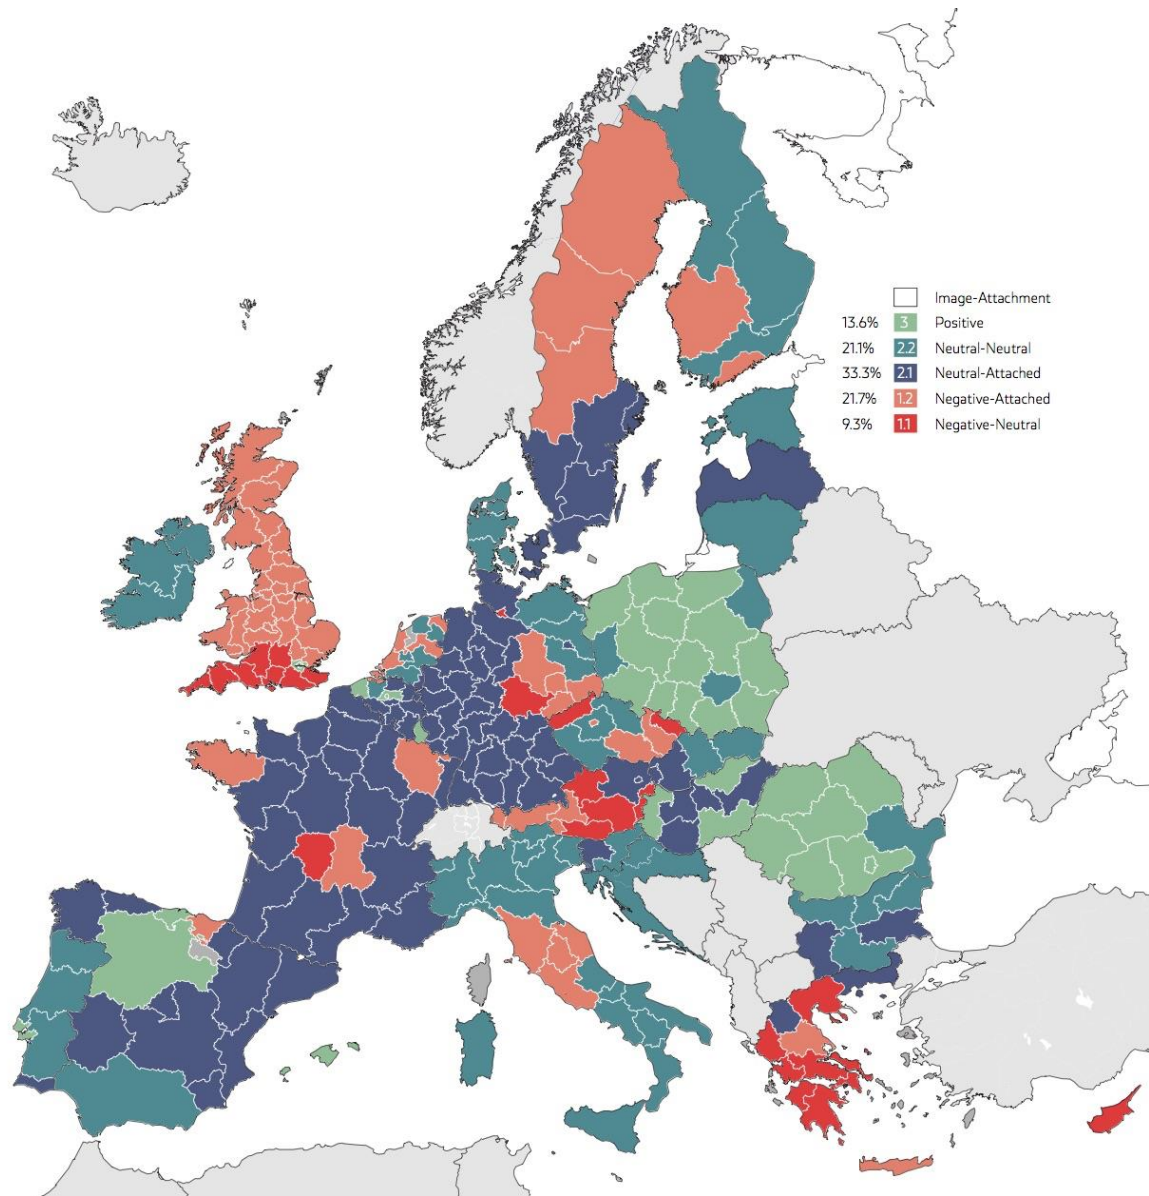 Image-Attachment
13.6% 3 Positive
21.1% 2.2 Neutral-Neutral
33.3% 2.1 Neutral-Attached
21.7% 1.2 Negative-Attached
9.3% 1.1 Negative-Neutral